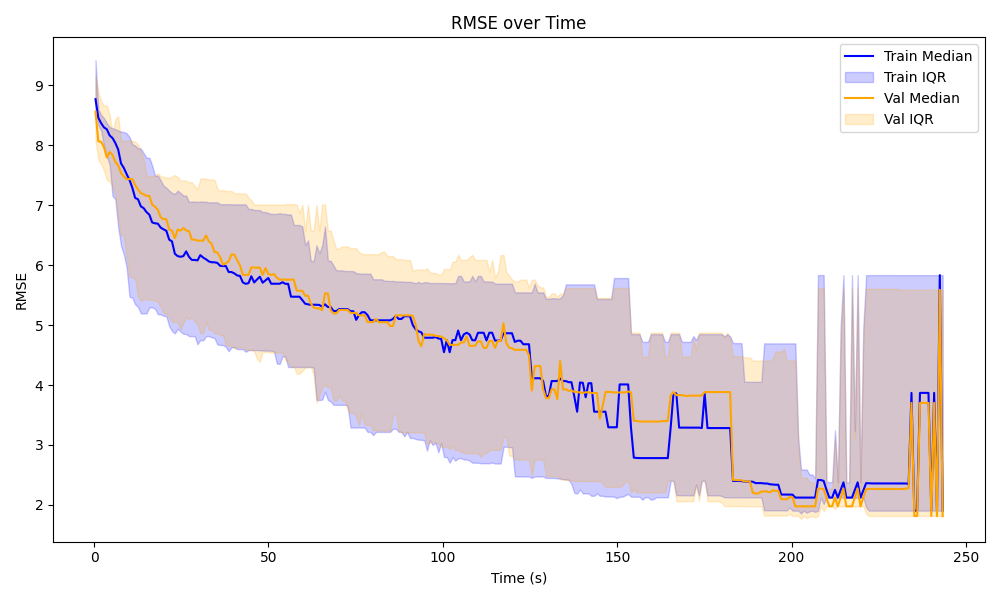 RMSE over Time
Train Median
Train IQR
Val Median
Val IQR
RMSE
9
8
7
6
5
4
3
2
0
50
100
150
200
250
Time (s)